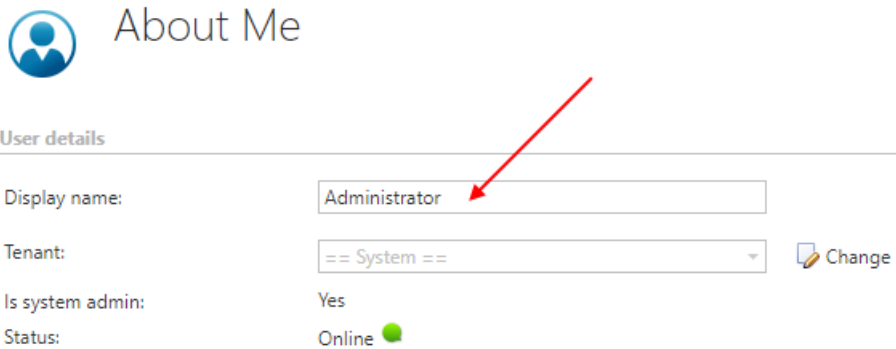 About Me
User details
Display name: Administrator
Tenant: == System == Change
Is system admin: Yes
Status: Online